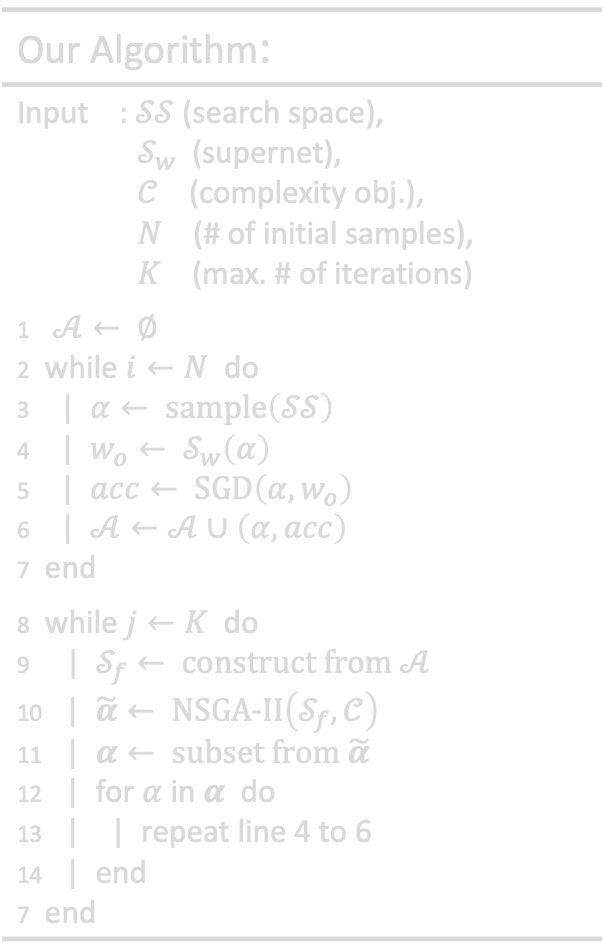 Our Algorithm:
Input : 𝒮𝒮 (search space),
𝒮_w (supernet),
𝒞 (complexity obj.),
N (# of initial samples),
K (max. # of iterations)
1 𝒜 ← ∅
2 while i ← N do
3 | α ← sample(𝒮𝒮)
4 | w_o ← 𝒮_w(α)
5 | acc ← SGD(α, w_o)
6 | 𝒜 ← 𝒜 ∪ (α, acc)
7 end
8 while j ← K do
9 | 𝒮_f ← construct from 𝒜
10 | α̃ ← NSGA-II(𝒮_f, 𝒞)
11 | α ← subset from α̃
12 | for α in α do
13 | | repeat line 4 to 6
14 | end
7 end